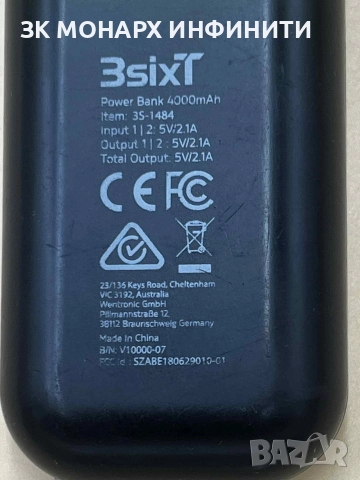 ЗК МОНАРХ ИНФИНИТИ
3sixT
Power Bank 4000mAh
Item: 3S-1484
Input 1 | 2: 5V/2.1A
Output 1 | 2 : 5V/2.1A
Total Output: 5V/2.1A
CE FC
23/136 Keys Road, Cheltenham
VIC 3192, Australia
Wentronic GmbH
Pillmannstraße 12,
38112 Braunschweig Germany
Made in China
B/N: V10000-07
FCC Id : SZABE180629010-01
BAZAR